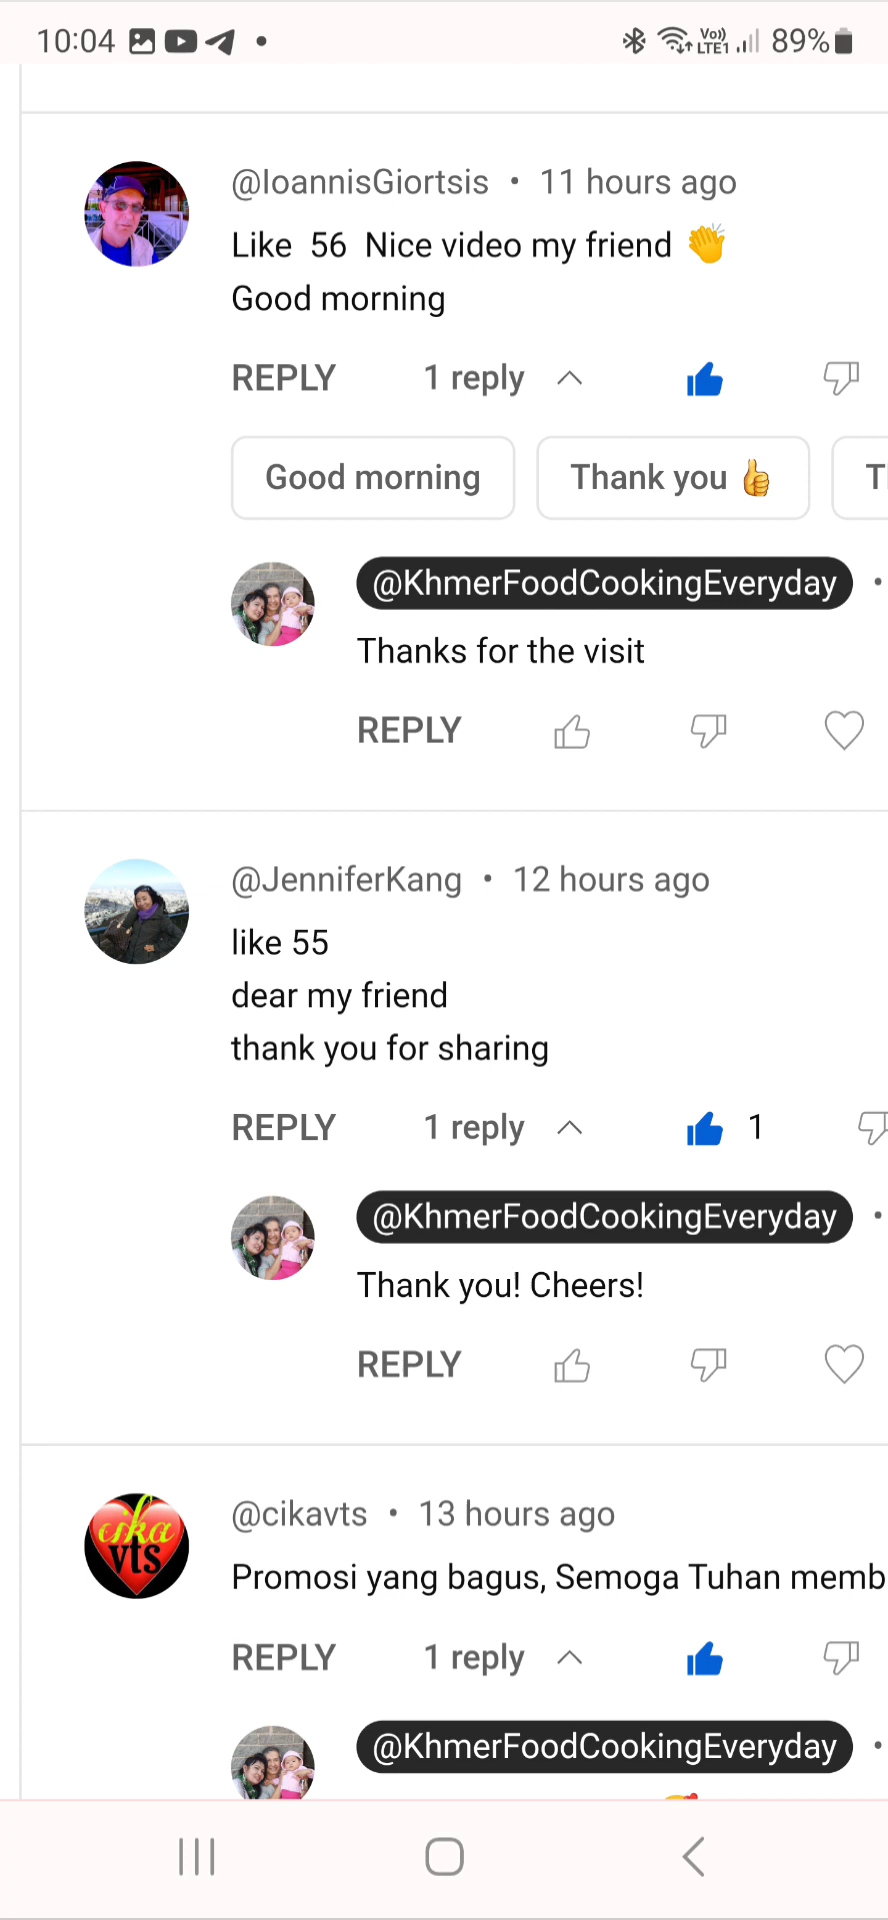 10:04 Vo)) LTE1 89%
@IoannisGiortsis • 11 hours ago
Like 56 Nice video my friend 👏
Good morning
REPLY 1 reply
Good morning Thank you 👍
@KhmerFoodCookingEveryday •
Thanks for the visit
REPLY
@JenniferKang • 12 hours ago
like 55
dear my friend
thank you for sharing
REPLY 1 reply 1
@KhmerFoodCookingEveryday •
Thank you! Cheers!
REPLY
cika
vts
@cikavts • 13 hours ago
Promosi yang bagus, Semoga Tuhan memb
REPLY 1 reply
@KhmerFoodCookingEveryday •